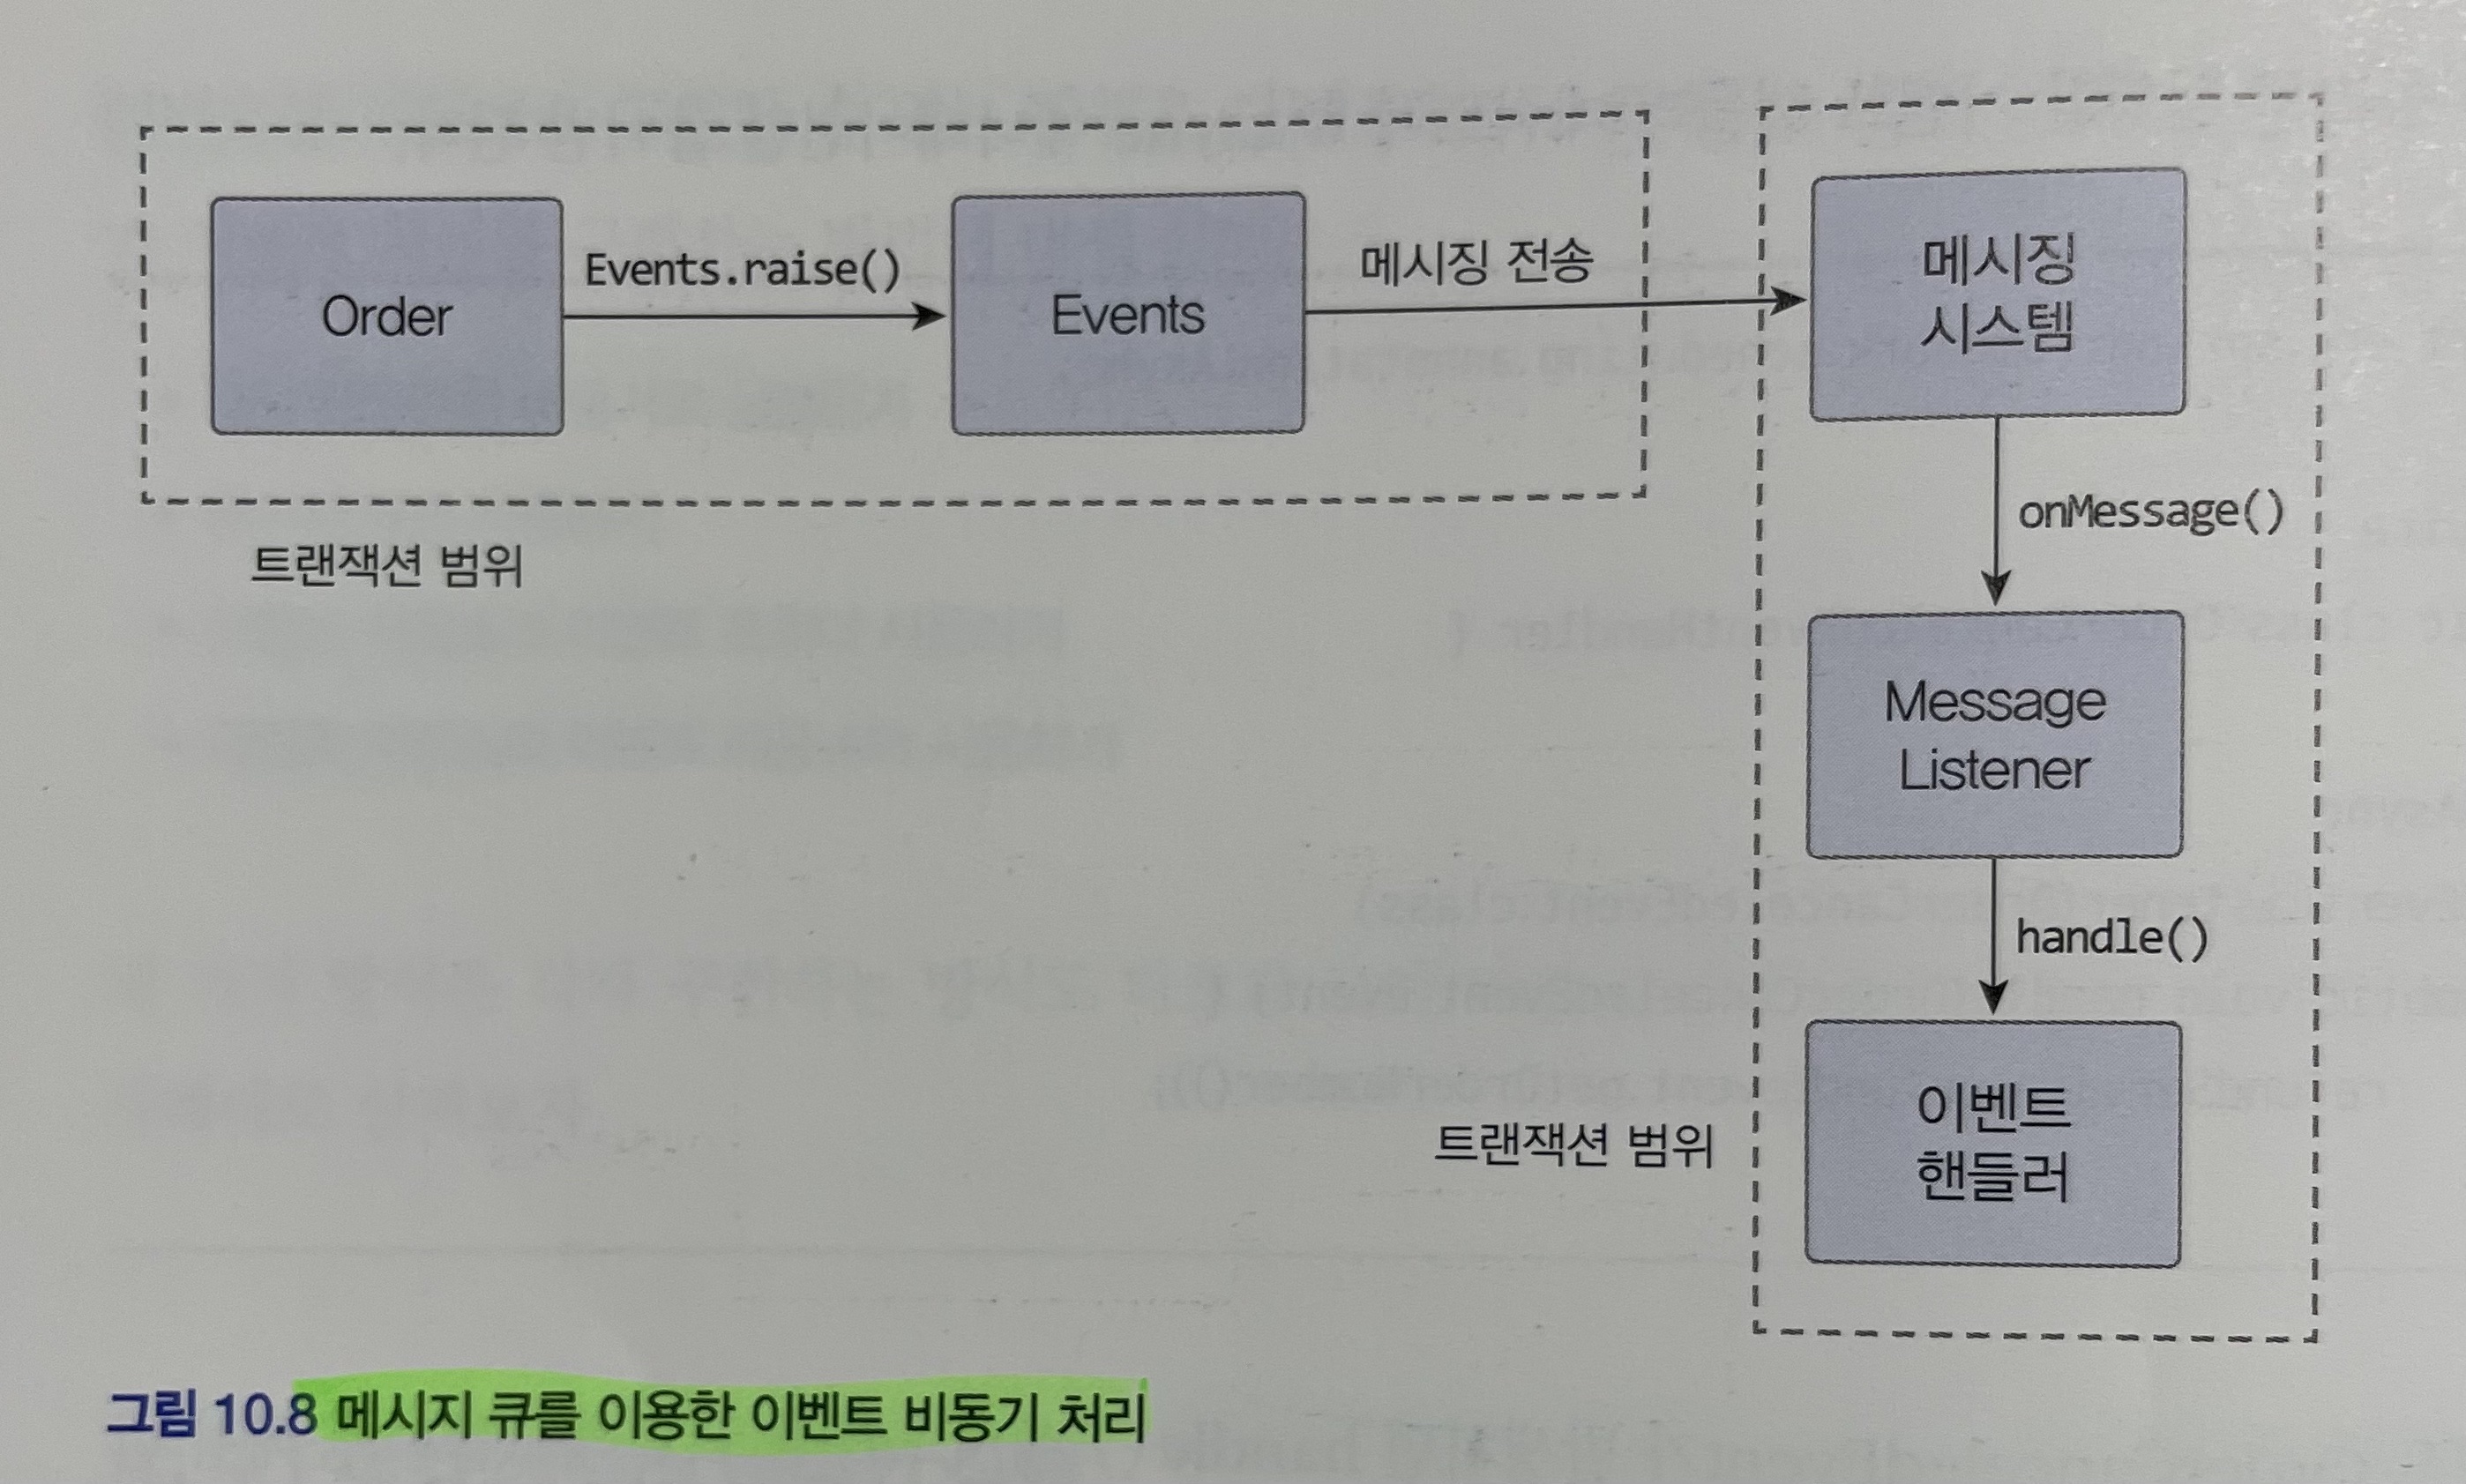 Order
Events.raise()
Events
메시징 전송
메시징
시스템
트랜잭션 범위
onMessage()
Message
Listener
handle()
트랜잭션 범위
이벤트
핸들러
그림 10.8 메시지 큐를 이용한 이벤트 비동기 처리